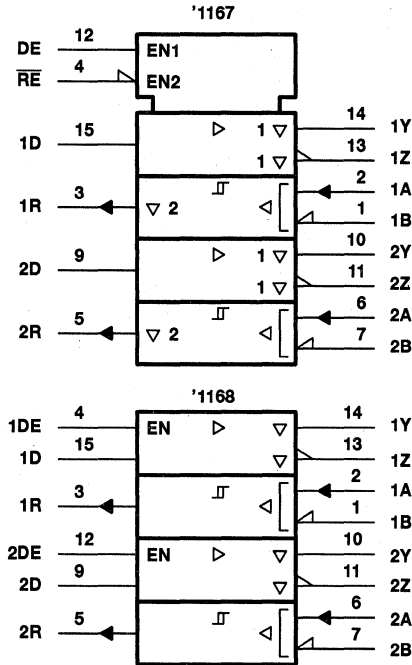 '1167
DE 12 EN1
RE 4 EN2
14 1Y
1D 15 1 13 1Z
1
2 1A
1R 3 2 1 1B
10 2Y
2D 9 1 11 2Z
1
6 2A
2R 5 2 7 2B
'1168
1DE 4 EN 14 1Y
1D 15 13 1Z
2 1A
1R 3 1 1B
2DE 12 EN 10 2Y
2D 9 11 2Z
6 2A
2R 5 7 2B